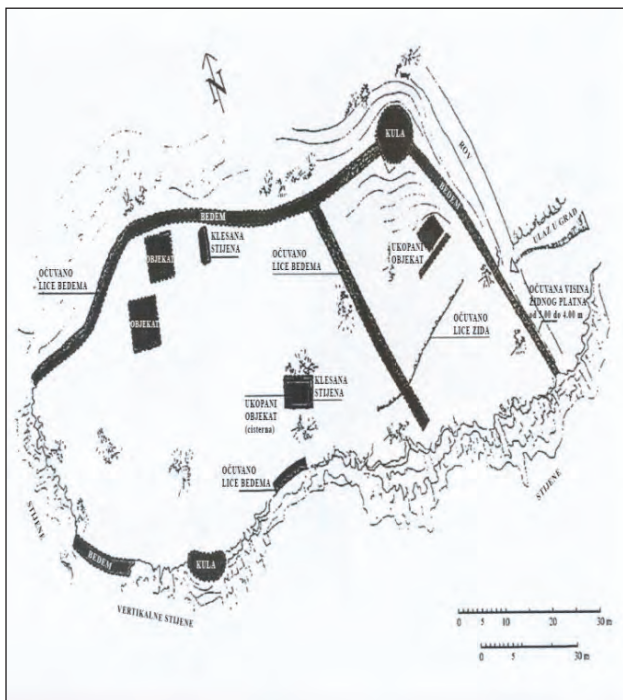 N
KULA
ROV
BEDEM
BEDEM
KLESANA
STIJENA
OBJEKAT
OČUVANO
LICE BEDEMA
OČUVANO
LICE BEDEMA
UKOPANI
OBJEKAT
ULAZ U GRAD
OČUVANA VISINA
ZIDNOG PLATNA
od 3.00 do 4.00 m
OBJEKAT
OČUVANO
LICE ZIDA
UKOPANI
OBJEKAT
(cisterna)
KLESANA
STIJENA
OČUVANO
LICE BEDEMA
STIJENE
STIJENE
BEDEM
KULA
VERTIKALNE STIJENE
0 5 10 20 30 m
0 5 30 m